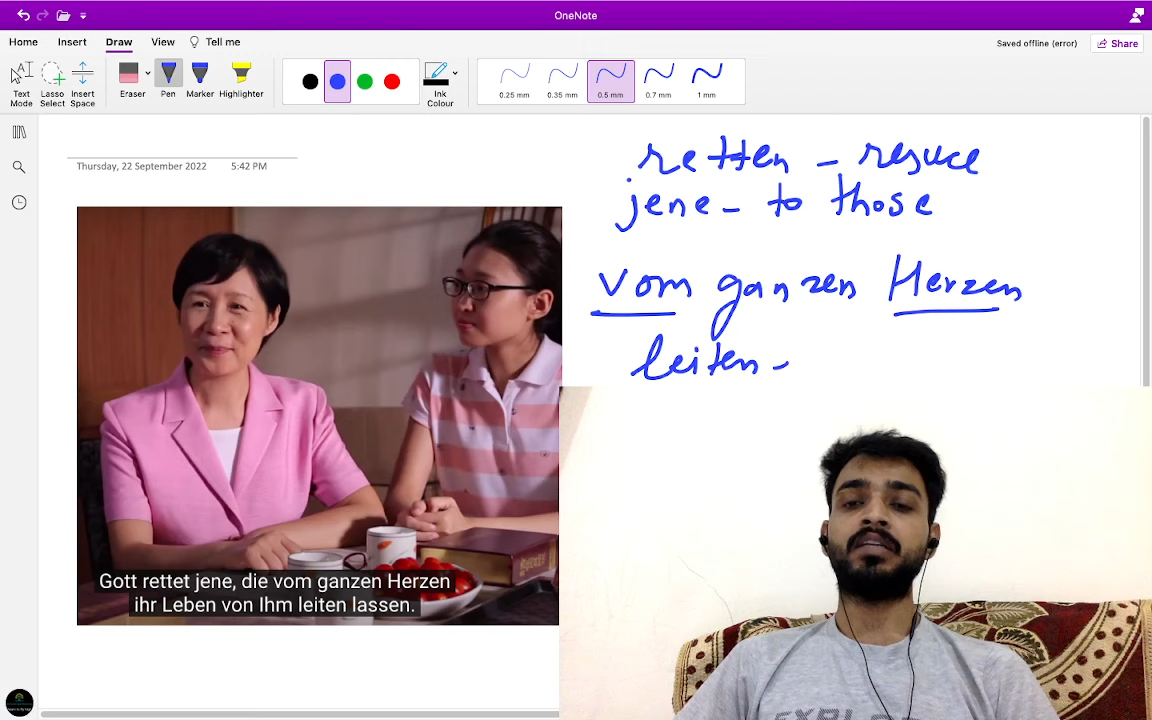 OneNote
Home Insert Draw View Tell me
Saved offline (error) Share
Text Mode
Lasso Select
Insert Space
Eraser
Pen
Marker
Highlighter
Ink Colour
0.25 mm 0.35 mm 0.5 mm 0.7 mm 1 mm
Thursday, 22 September 2022 5:42 PM
retten - resuce
jene - to those
vom ganzen Herzen
leiten -
Gott rettet jene, die vom ganzen Herzen
ihr Leben von Ihm leiten lassen.